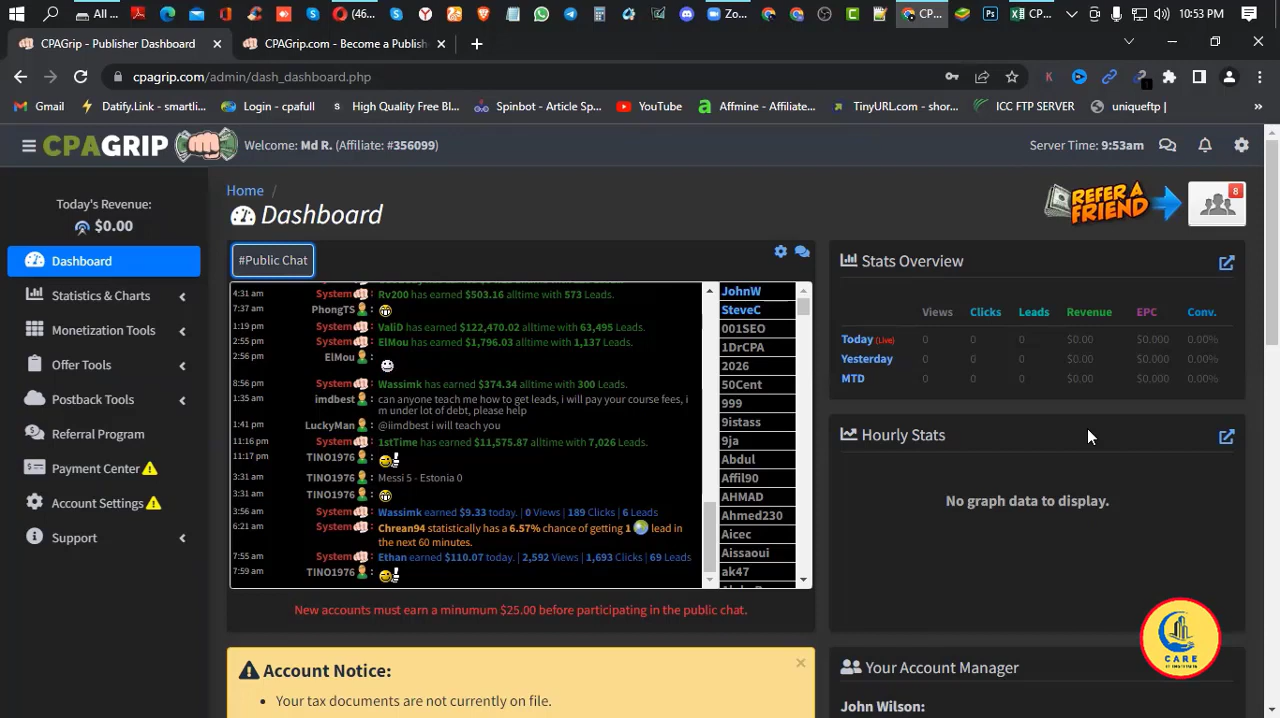 All ...
(46...
Zo...
CP...
CP...
10:53 PM
CPAGrip - Publisher Dashboard
CPAGrip.com - Become a Publish
cpagrip.com/admin/dash_dashboard.php
Gmail
Datify.Link - smartli...
Login - cpafull
High Quality Free Bl...
Spinbot - Article Sp...
YouTube
Affmine - Affiliate...
TinyURL.com - shor...
ICC FTP SERVER
uniqueftp |
CPAGRIP
Welcome: Md R. (Affiliate: #356099)
Server Time: 9:53am
Today's Revenue:
$0.00
Dashboard
Statistics & Charts
Monetization Tools
Offer Tools
Postback Tools
Referral Program
Payment Center
Account Settings
Support
Home /
Dashboard
REFER A FRIEND
8
#Public Chat
4:31 am System: Rv200 has earned $503.16 alltime with 573 Leads.
7:37 am PhongTS:
1:19 pm System: ValiD has earned $122,470.02 alltime with 63,495 Leads.
2:55 pm System: ElMou has earned $1,796.03 alltime with 1,137 Leads.
2:56 pm ElMou:
8:56 pm System: Wassimk has earned $374.34 alltime with 300 Leads.
1:35 am imdbest: can anyone teach me how to get leads, i will pay your course fees, i
m under lot of debt, please help
1:41 pm LuckyMan: @iimdbest i will teach you
11:16 pm System: 1stTime has earned $11,575.87 alltime with 7,026 Leads.
11:17 pm TINO1976:
3:31 am TINO1976: Messi 5 - Estonia 0
3:31 am TINO1976:
3:56 am System: Wassimk earned $9.33 today. | 0 Views | 189 Clicks | 6 Leads
6:21 am System: Chrean94 statistically has a 6.57% chance of getting 1 lead in
the next 60 minutes.
7:55 am System: Ethan earned $110.07 today. | 2,592 Views | 1,693 Clicks | 69 Leads
7:59 am TINO1976:
JohnW
SteveC
001SEO
1DrCPA
2026
50Cent
999
9istass
9ja
Abdul
Affil90
AHMAD
Ahmed230
Aicec
Aissaoui
ak47
New accounts must earn a minumum $25.00 before participating in the public chat.
Account Notice:
Your tax documents are not currently on file.
Stats Overview
Views Clicks Leads Revenue EPC Conv.
Today (Live) 0 0 0 $0.00 $0.000 0.00%
Yesterday 0 0 0 $0.00 $0.000 0.00%
MTD 0 0 0 $0.00 $0.000 0.00%
Hourly Stats
No graph data to display.
Your Account Manager
John Wilson:
CARE